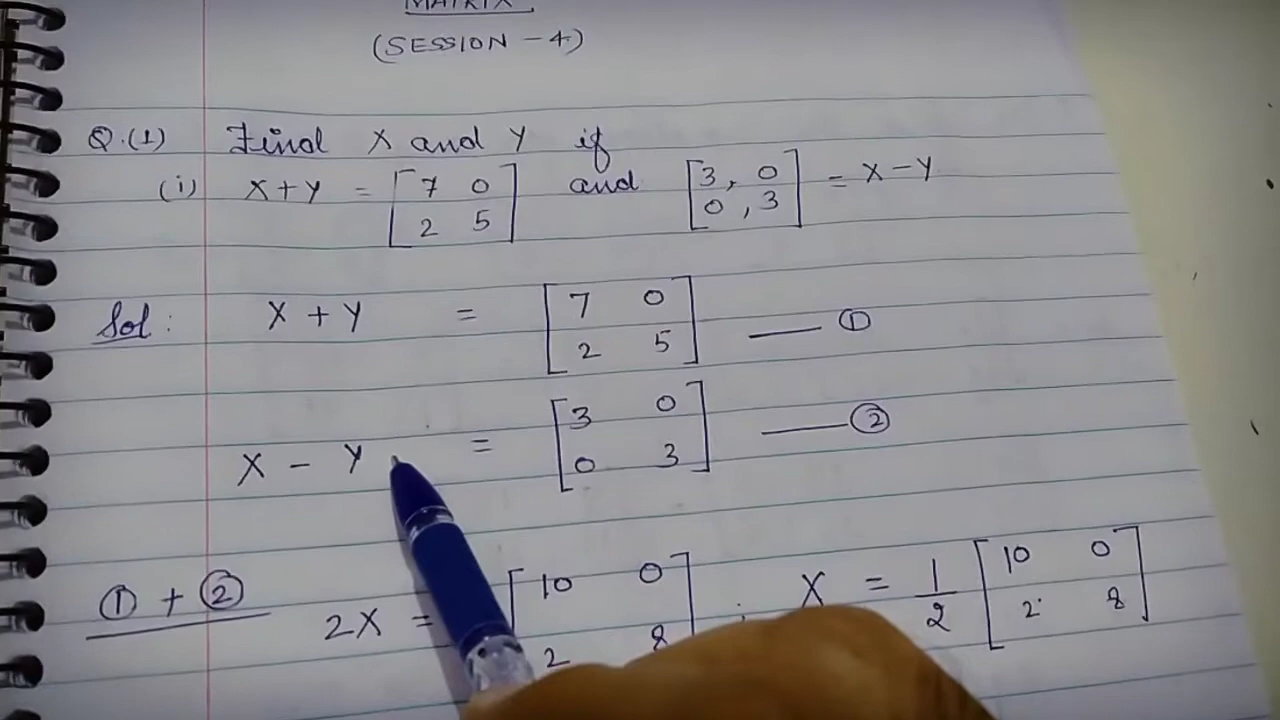 MATRIX
(SESSION - 4)
Q.(1) Find X and Y if
(i) X+Y = [7 0 and [3, 0 = X-Y
2 5] 0, 3]
Sol: X + Y = [7 0 —— ①
2 5]
X - Y = [3 0 —— ②
0 3]
① + ② 2X = [10 0 ; X = 1/2 [10 0
2 8] 2 8]